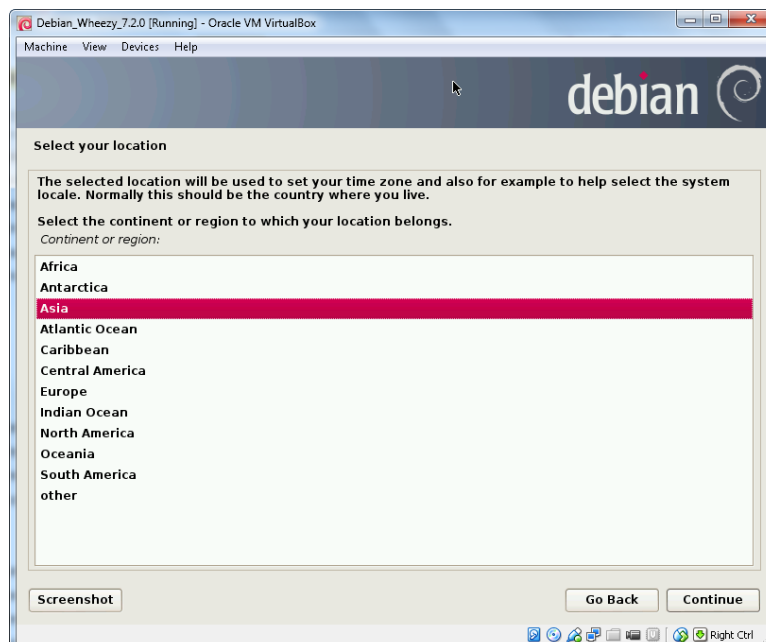 Debian_Wheezy_7.2.0 [Running] - Oracle VM VirtualBox
Machine View Devices Help
debian
Select your location
The selected location will be used to set your time zone and also for example to help select the system
locale. Normally this should be the country where you live.
Select the continent or region to which your location belongs.
Continent or region:
Africa
Antarctica
Asia
Atlantic Ocean
Caribbean
Central America
Europe
Indian Ocean
North America
Oceania
South America
other
Screenshot Go Back Continue
Right Ctrl